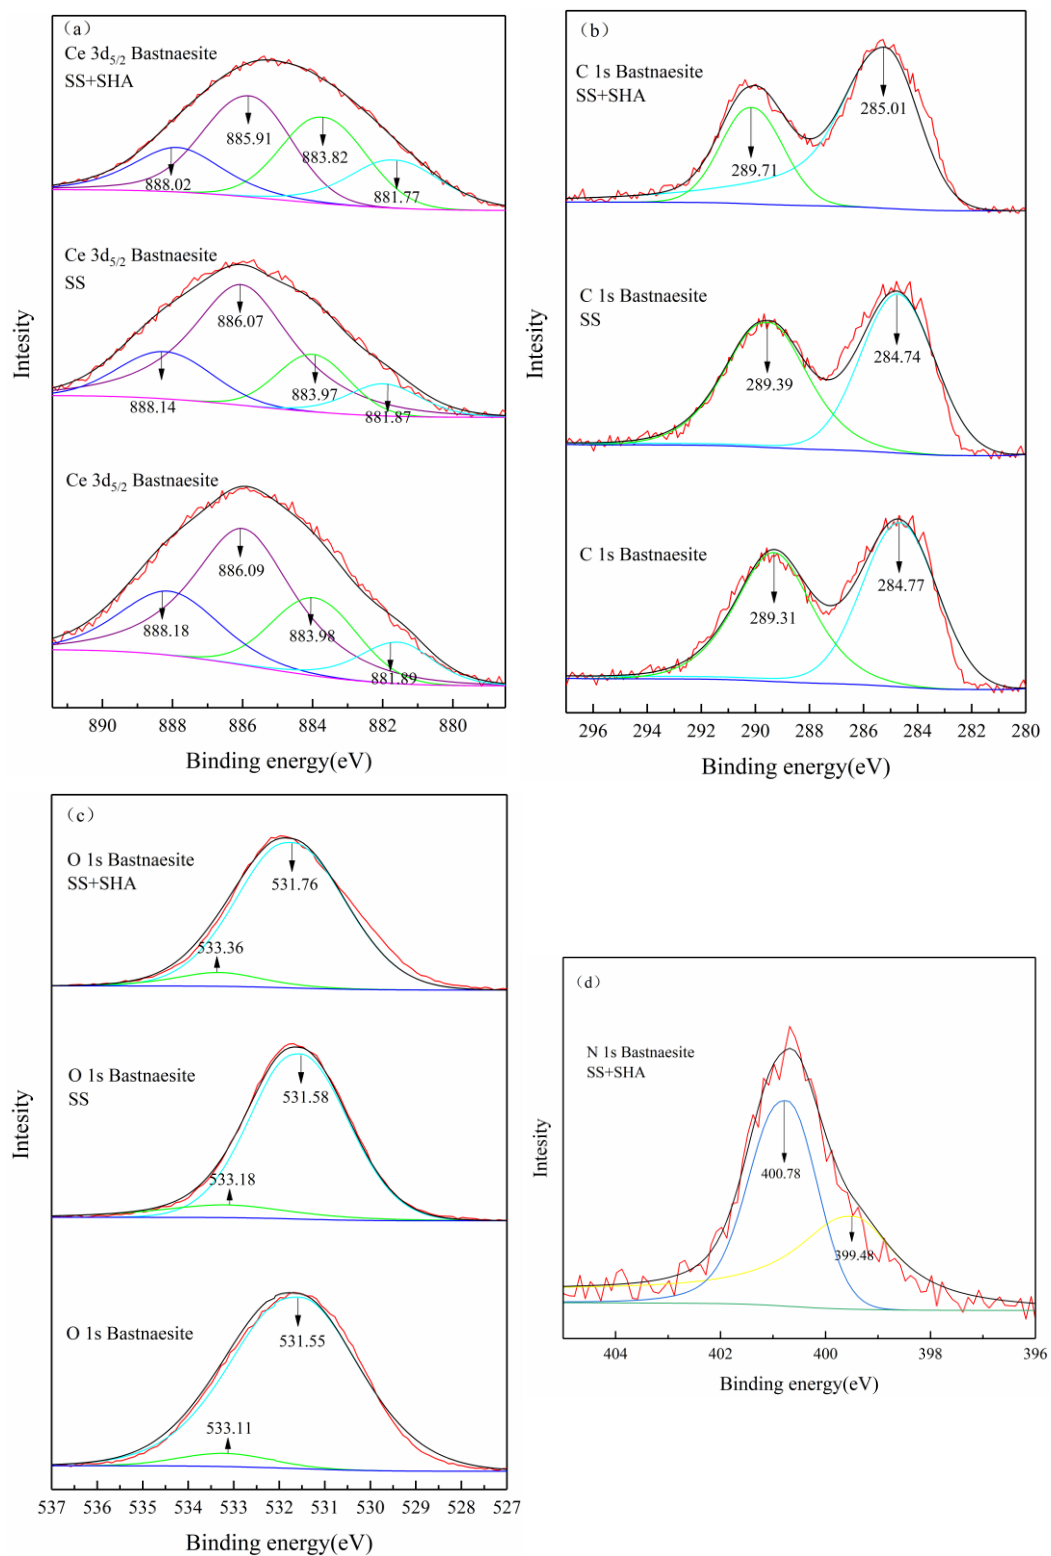 （a）
Ce 3d5/2 Bastnaesite
SS+SHA
888.02
885.91
883.82
881.77
Ce 3d5/2 Bastnaesite
SS
888.14
886.07
883.97
881.87
Ce 3d5/2 Bastnaesite
888.18
886.09
883.98
881.89
Intesity
890 888 886 884 882 880
Binding energy(eV)
（b）
C 1s Bastnaesite
SS+SHA
289.71
285.01
C 1s Bastnaesite
SS
289.39
284.74
C 1s Bastnaesite
289.31
284.77
Intesity
296 294 292 290 288 286 284 282 280
Binding energy(eV)
（c）
O 1s Bastnaesite
SS+SHA
533.36
531.76
O 1s Bastnaesite
SS
533.18
531.58
O 1s Bastnaesite
533.11
531.55
Intesity
537 536 535 534 533 532 531 530 529 528 527
Binding energy(eV)
（d）
N 1s Bastnaesite
SS+SHA
400.78
399.48
Intesity
404 402 400 398 396
Binding energy(eV)